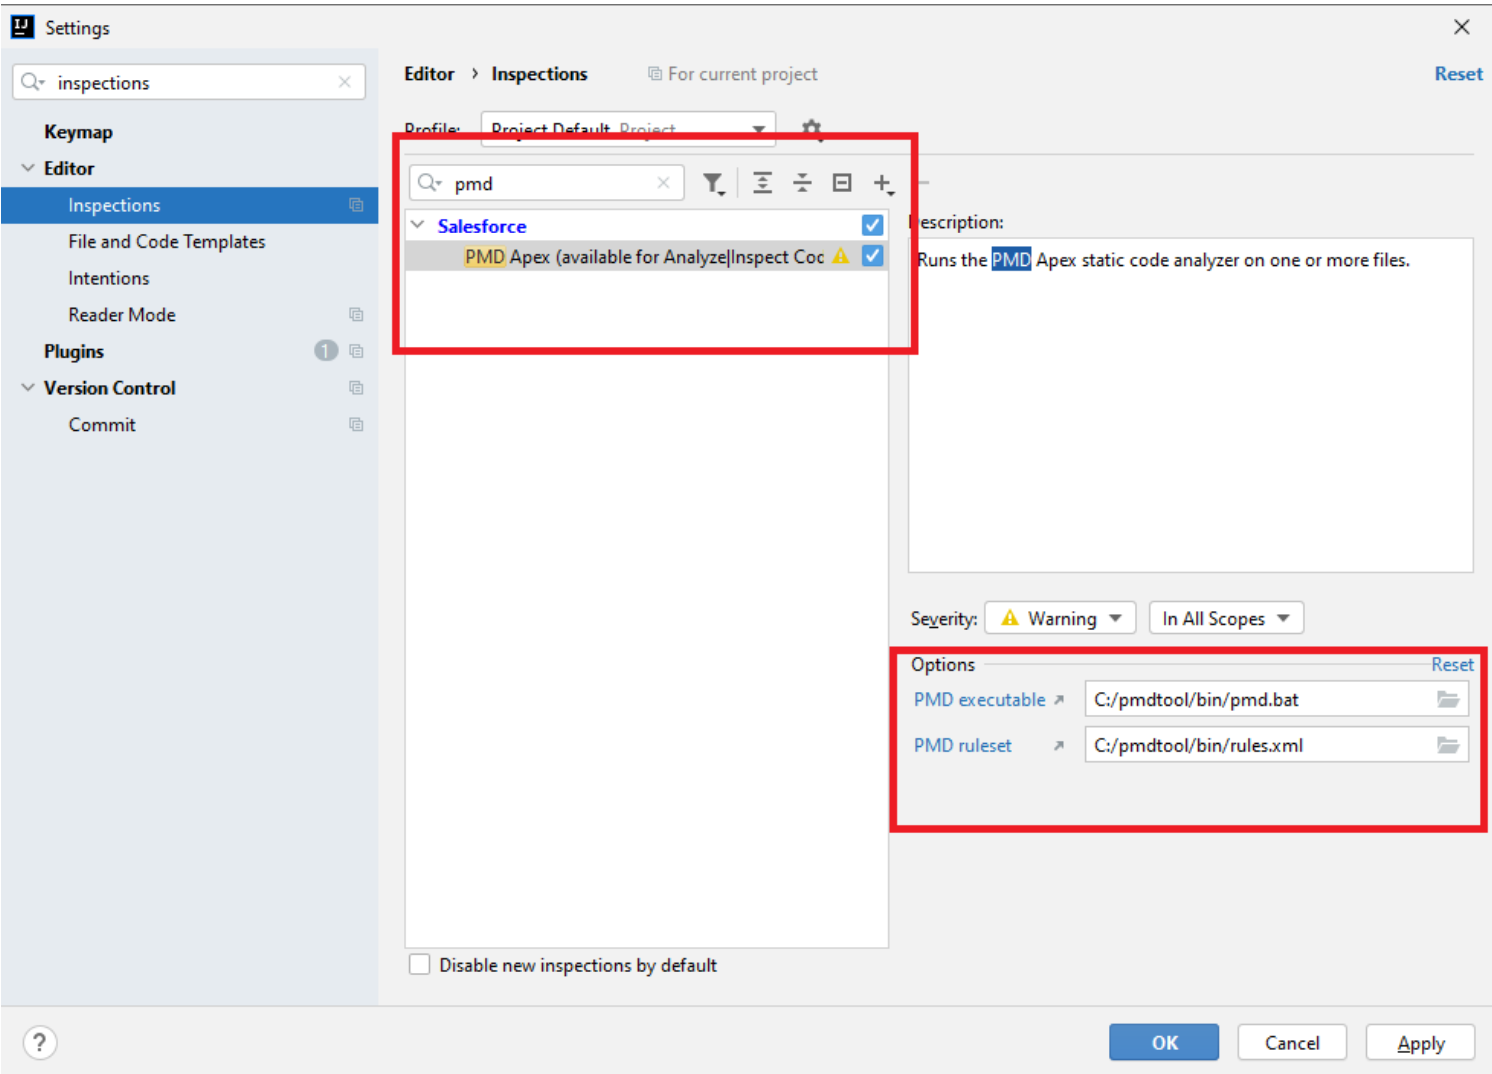 Settings
inspections
Keymap
Editor
Inspections
File and Code Templates
Intentions
Reader Mode
Plugins 1
Version Control
Commit
Editor › Inspections For current project Reset
Profile: Project Default Project
pmd
Salesforce
PMD Apex (available for Analyze|Inspect Coc
Description:
Runs the PMD Apex static code analyzer on one or more files.
Severity: Warning In All Scopes
Options Reset
PMD executable C:/pmdtool/bin/pmd.bat
PMD ruleset C:/pmdtool/bin/rules.xml
Disable new inspections by default
? OK Cancel Apply